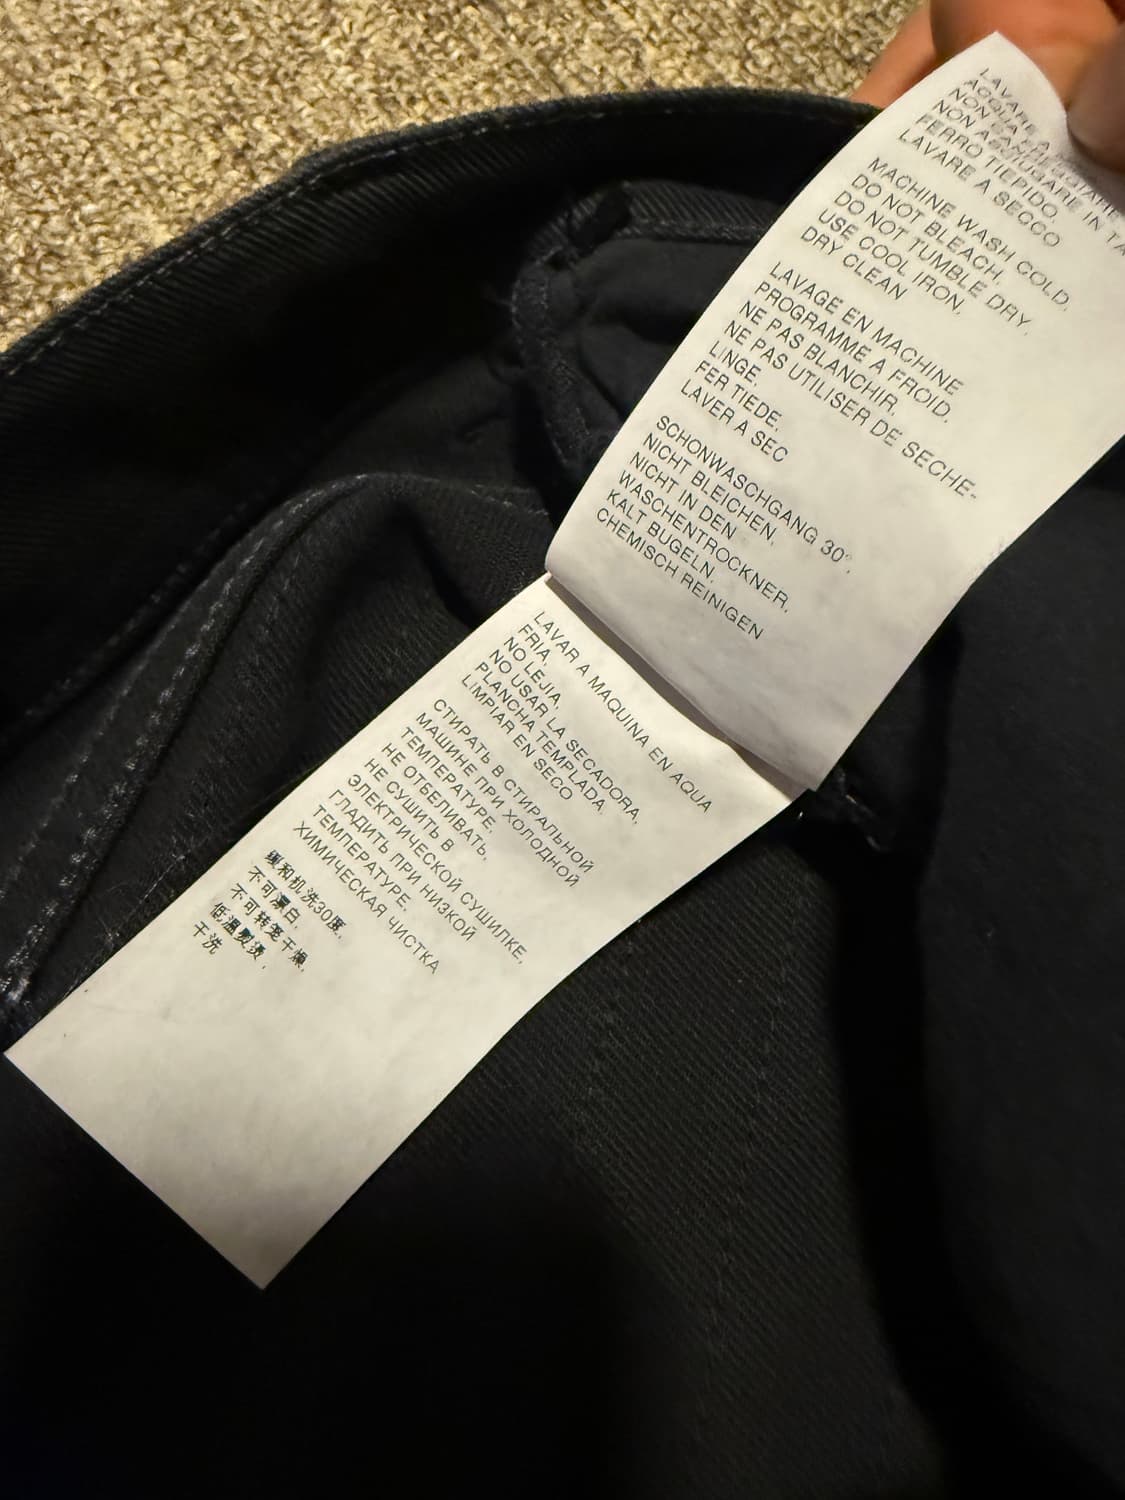 LAVARE A
ACQUA
NON CANDEGGIARE
NON ASCIUGARE IN TA
FERRO TIEPIDO.
LAVARE A SECCO
MACHINE WASH COLD.
DO NOT BLEACH.
DO NOT TUMBLE DRY.
USE COOL IRON.
DRY CLEAN
LAVAGE EN MACHINE
PROGRAMME A FROID.
NE PAS BLANCHIR.
NE PAS UTILISER DE SECHE-
LINGE.
FER TIEDE.
LAVER A SEC
SCHONWASCHGANG 30°.
NICHT BLEICHEN.
NICHT IN DEN
WASCHENTROCKNER.
KALT BUGELN.
CHEMISCH REINIGEN
LAVAR A MAQUINA EN AQUA
FRIA.
NO LEJIA.
NO USAR LA SECADORA.
PLANCHA TEMPLADA.
LIMPIAR EN SECO
СТИРАТЬ В СТИРАЛЬНОЙ
МАШИНЕ ПРИ ХОЛОДНОЙ
ТЕМПЕРАТУРЕ.
НЕ ОТБЕЛИВАТЬ.
НЕ СУШИТЬ В
ЭЛЕКТРИЧЕСКОЙ СУШИЛКЕ.
ГЛАДИТЬ ПРИ НИЗКОЙ
ТЕМПЕРАТУРЕ.
ХИМИЧЕСКАЯ ЧИСТКА
缓和机洗30度.
不可漂白.
不可转笼干燥.
低温熨烫.
干洗